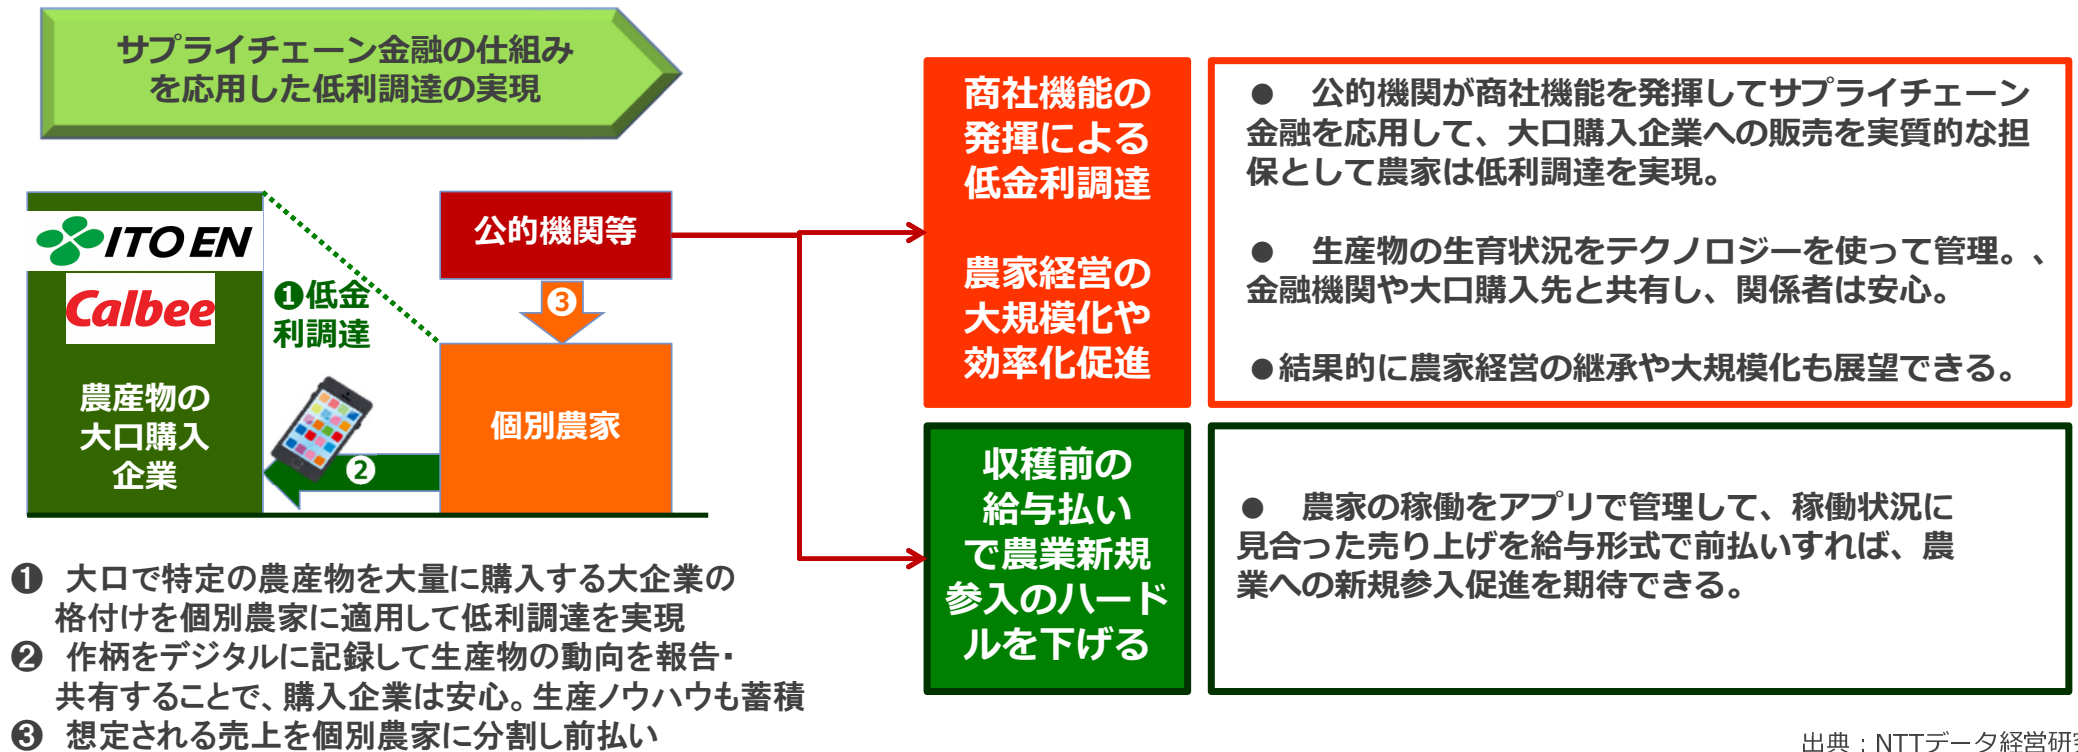 サプライチェーン金融の仕組み
を応用した低利調達の実現
ITO EN
Calbee
農産物の
大口購入
企業
❶低金
利調達
公的機関等
❸
個別農家
❷
❶ 大口で特定の農産物を大量に購入する大企業の
格付けを個別農家に適用して低利調達を実現
❷ 作柄をデジタルに記録して生産物の動向を報告・
共有することで、購入企業は安心。生産ノウハウも蓄積
❸ 想定される売上を個別農家に分割し前払い
商社機能の
発揮による
低金利調達
農家経営の
大規模化や
効率化促進
● 公的機関が商社機能を発揮してサプライチェーン
金融を応用して、大口購入企業への販売を実質的な担
保として農家は低利調達を実現。
● 生産物の生育状況をテクノロジーを使って管理。、
金融機関や大口購入先と共有し、関係者は安心。
●結果的に農家経営の継承や大規模化も展望できる。
収穫前の
給与払い
で農業新規
参入のハード
ルを下げる
● 農家の稼働をアプリで管理して、稼働状況に
見合った売り上げを給与形式で前払いすれば、農
業への新規参入促進を期待できる。
出典：NTTデータ経営研